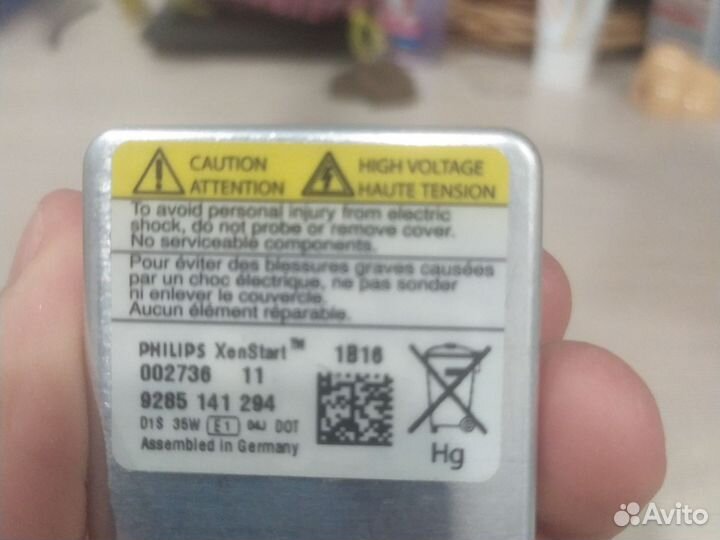 CAUTION
ATTENTION
HIGH VOLTAGE
HAUTE TENSION
To avoid personal injury from electric
shock, do not probe or remove cover.
No serviceable components.
Pour éviter des blessures graves causées
par un choc électrique, ne pas sonder
ni enlever le couvercle.
Aucun élément réparable.
PHILIPS XenStart™ 1B16
002736 11
9285 141 294
D1S 35W E1 04J DOT
Assembled in Germany
Hg
Avito